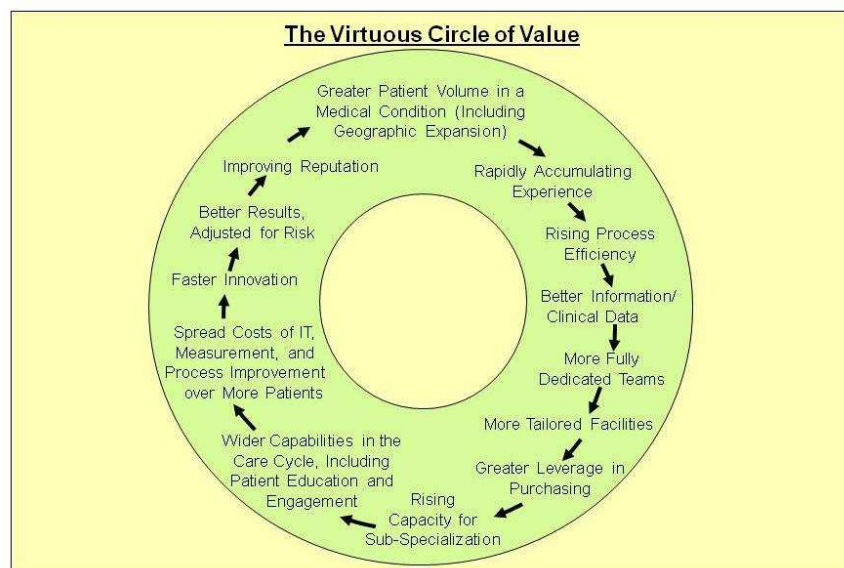 The Virtuous Circle of Value
Greater Patient Volume in a
Medical Condition (Including
Geographic Expansion)
Rapidly Accumulating
Experience
Rising Process
Efficiency
Better Information/
Clinical Data
More Fully
Dedicated Teams
More Tailored Facilities
Greater Leverage in
Purchasing
Rising
Capacity for
Sub-Specialization
Wider Capabilities in the
Care Cycle, Including
Patient Education and
Engagement
Spread Costs of IT,
Measurement, and
Process Improvement
over More Patients
Faster Innovation
Better Results,
Adjusted for Risk
Improving Reputation